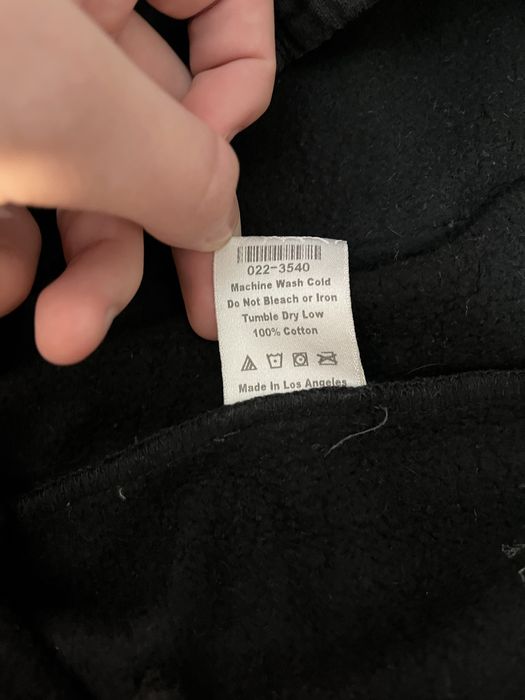 022-3540
Machine Wash Cold
Do Not Bleach or Iron
Tumble Dry Low
100% Cotton
Made In Los Angeles